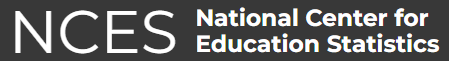 NCES
National Center for
Education Statistics